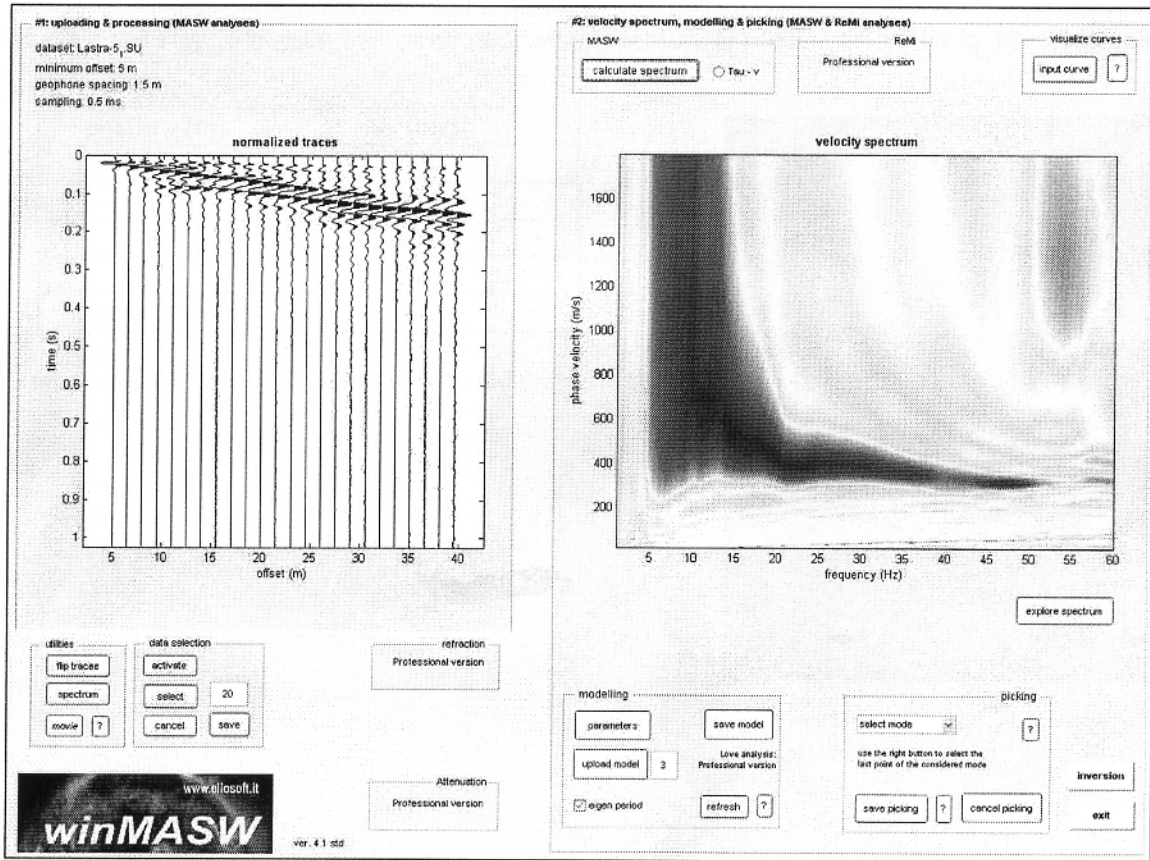 #1: uploading & processing (MASW analyses)
dataset: Lastra-5_I.SU
minimum offset: 5 m
geophone spacing: 1.5 m
sampling: 0.5 ms
normalized traces
0
0.1
0.2
0.3
0.4
0.5
0.6
0.7
0.8
0.9
1
time (s)
5 10 15 20 25 30 35 40
offset (m)
utilities
flip traces
spectrum
movie ?
data selection
activate
select 20
cancel save
refraction
Professional version
Attenuation
Professional version
www.eliosoft.it
winMASW
ver. 4.1 std
#2: velocity spectrum, modelling & picking (MASW & ReMi analyses)
MASW
calculate spectrum Tau - v
ReMi
Professional version
visualize curves
input curve ?
velocity spectrum
1600
1400
1200
1000
800
600
400
200
phase velocity (m/s)
5 10 15 20 25 30 35 40 45 50 55 60
frequency (Hz)
explore spectrum
modelling
parameters save model
upload model 3
Love analysis:
Professional version
eigen period refresh ?
picking
select mode ?
use the right button to select the
last point of the considered mode
save picking ? cancel picking
inversion
exit